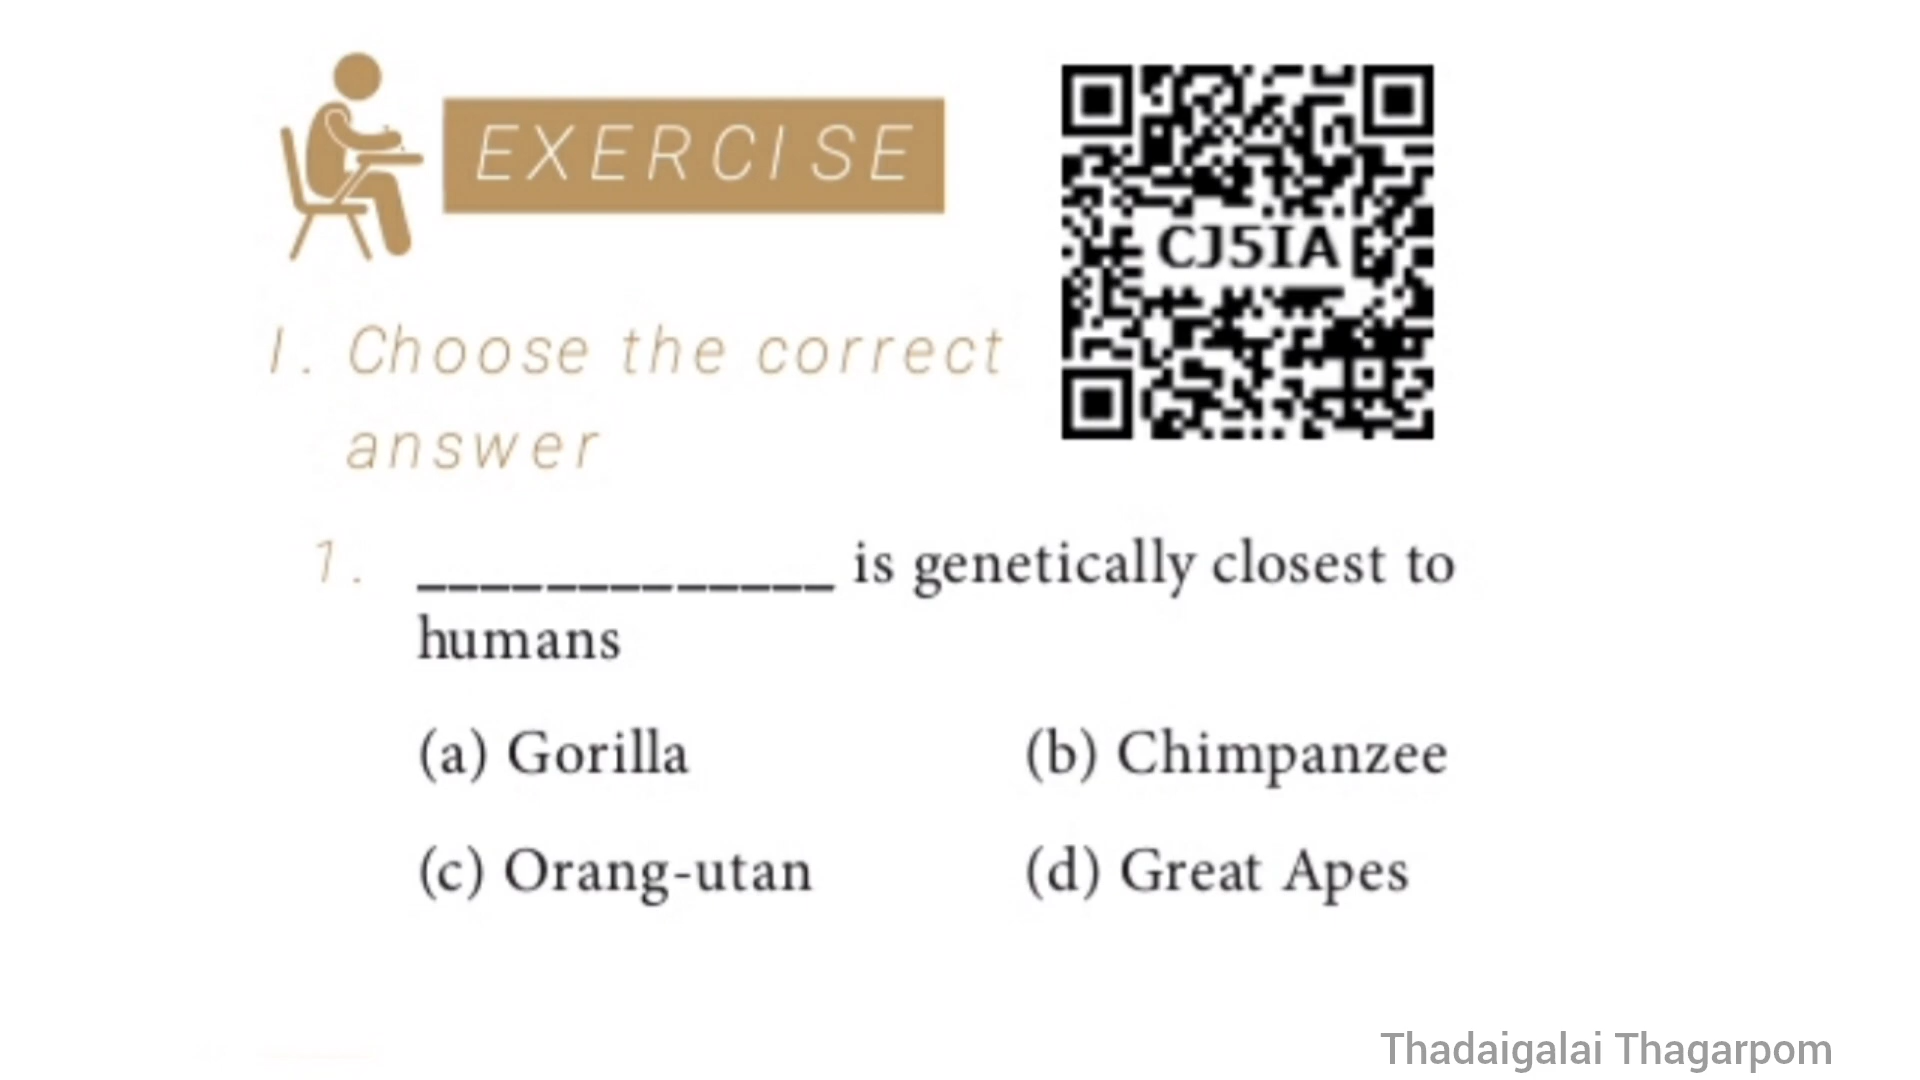 EXERCISE
CJ5IA
I. Choose the correct
answer
1. _____________ is genetically closest to
humans
(a) Gorilla (b) Chimpanzee
(c) Orang-utan (d) Great Apes
Thadaigalai Thagarpom